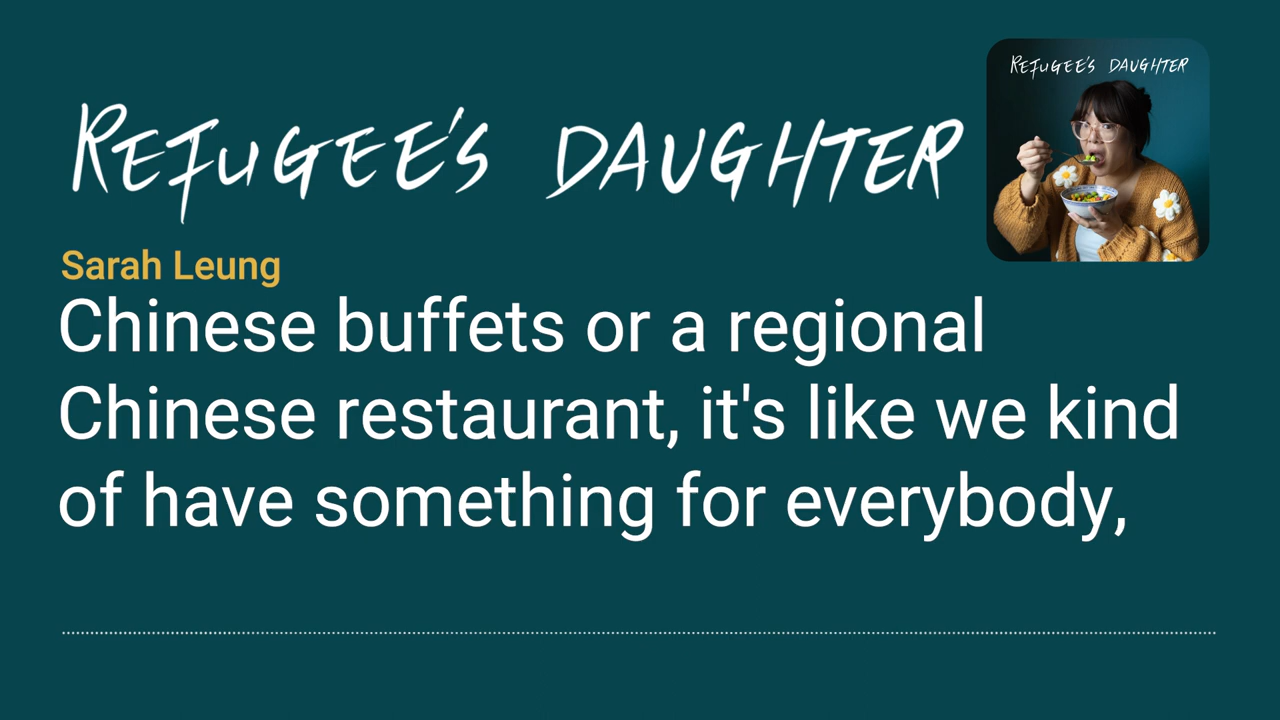 REFUGEE'S DAUGHTER
REFUGEE'S DAUGHTER
Sarah Leung
Chinese buffets or a regional
Chinese restaurant, it's like we kind
of have something for everybody,